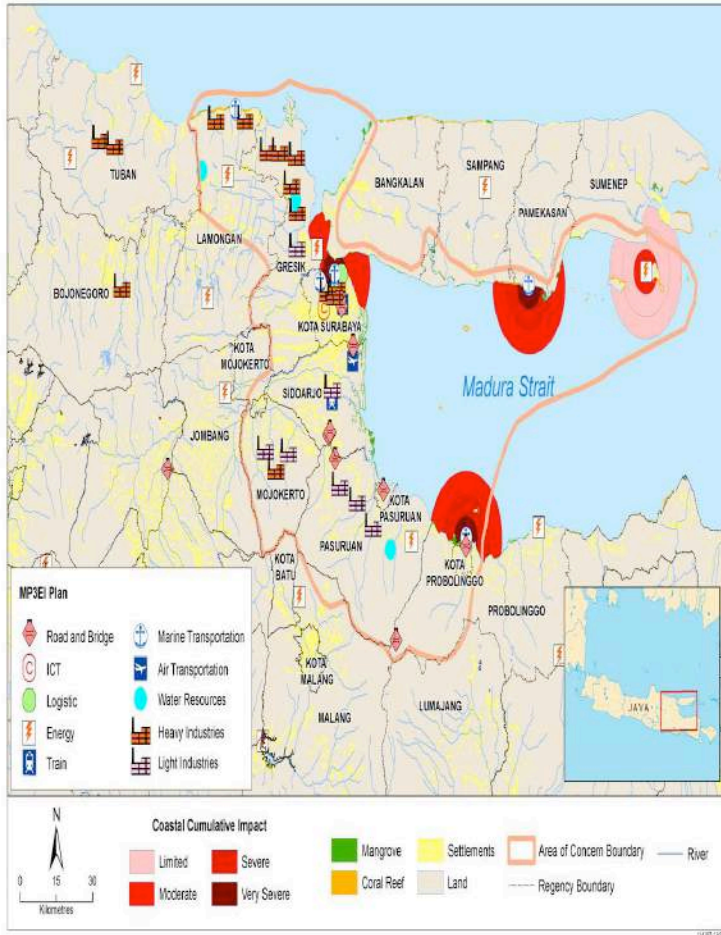 TUBAN
BANGKALAN
SAMPANG
PAMEKASAN
SUMENEP
LAMONGAN
GRESIK
BOJONEGORO
KOTA SURABAYA
KOTA
MOJOKERTO
SIDOARJO
Madura Strait
JOMBANG
MOJOKERTO
KOTA
PASURUAN
PASURUAN
KOTA
BATU
KOTA
PROBOLINGGO
PROBOLINGGO
KOTA
MALANG
MALANG
LUMAJANG
JAVA
MP3EI Plan
Road and Bridge
Marine Transportation
ICT
Air Transportation
Logistic
Water Resources
Energy
Heavy Industries
Train
Light Industries
N
0 15 30
Kilometres
Coastal Cumulative Impact
Limited
Severe
Moderate
Very Severe
Mangrove
Settlements
Area of Concern Boundary
River
Coral Reef
Land
Regency Boundary